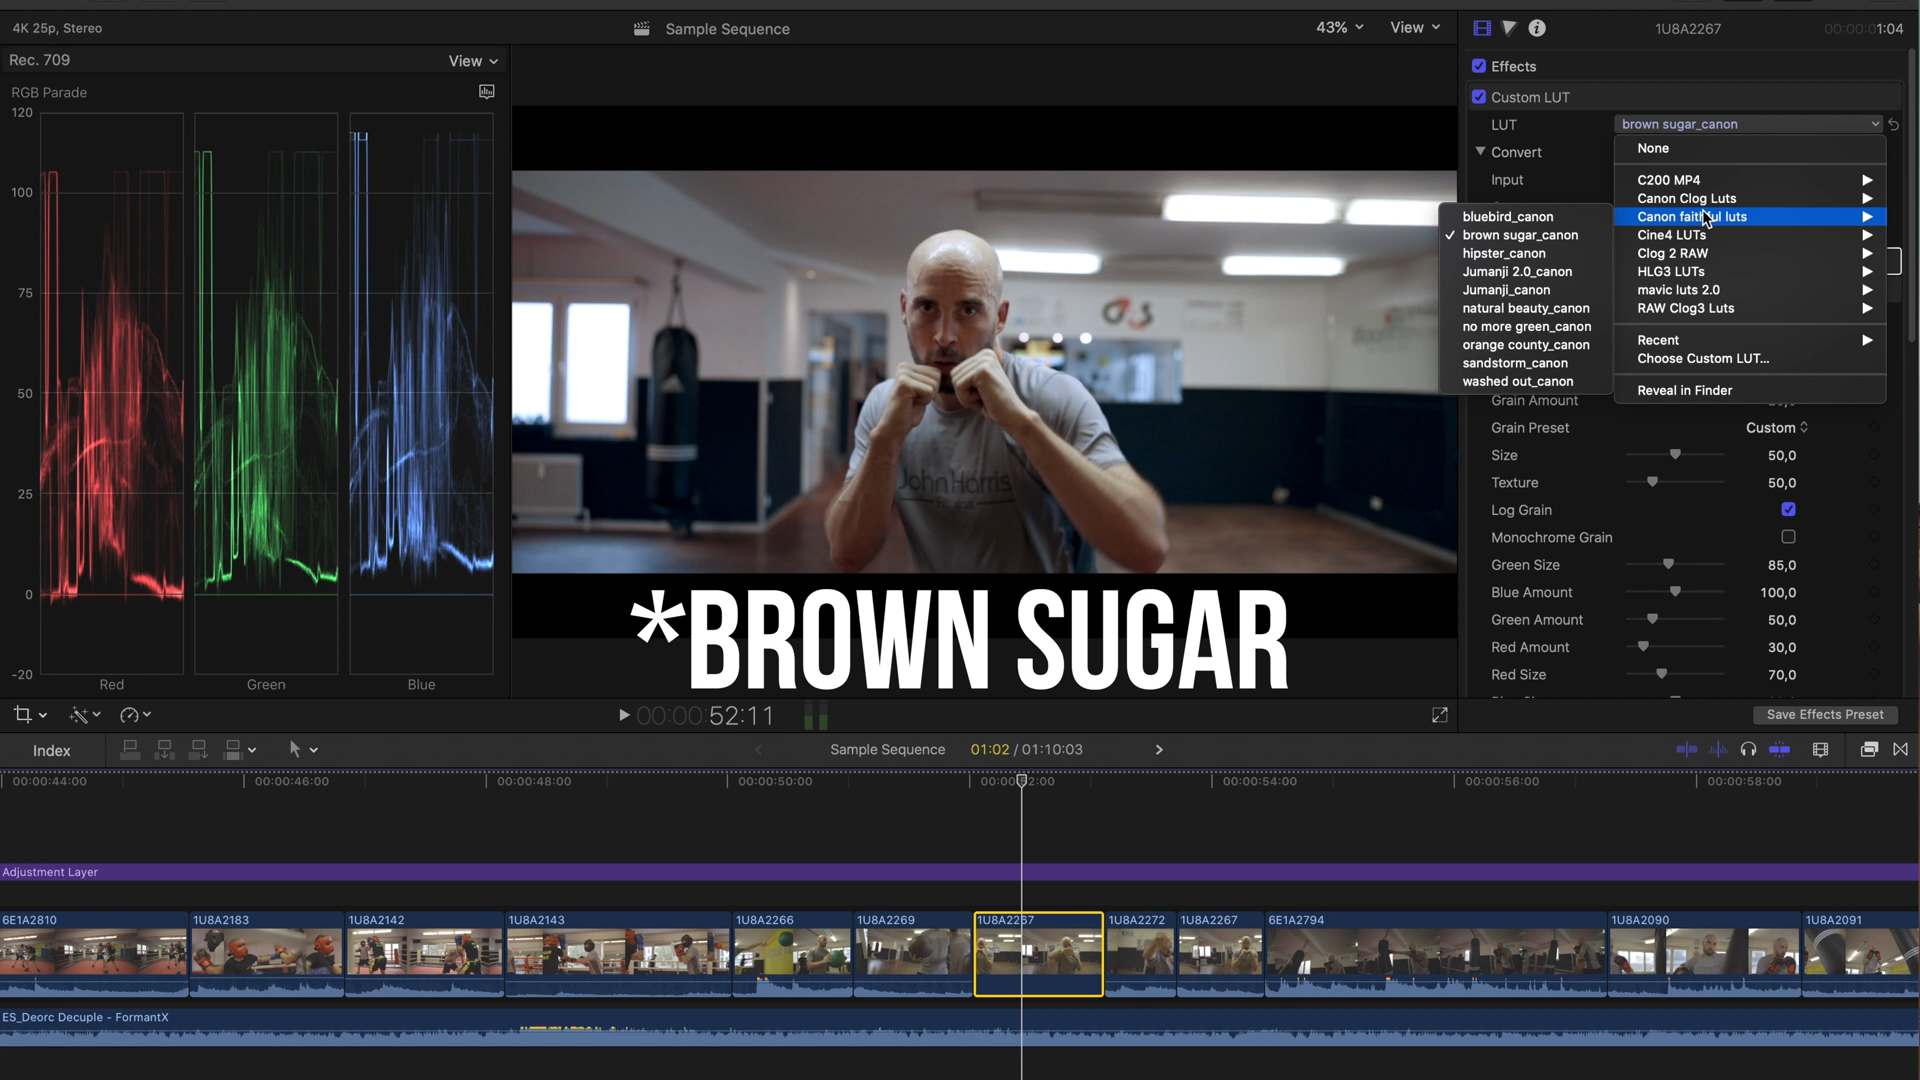 4K 25p, Stereo
Sample Sequence
43%
View
1U8A2267
00:00:01:04
Rec. 709
View
Effects
RGB Parade
Custom LUT
LUT
brown sugar_canon
Convert
Input
None
C200 MP4
Canon Clog Luts
Canon faithful luts
Cine4 LUTs
Clog 2 RAW
HLG3 LUTs
mavic luts 2.0
RAW Clog3 Luts
Recent
Choose Custom LUT...
Reveal in Finder
bluebird_canon
✓ brown sugar_canon
hipster_canon
Jumanji 2.0_canon
Jumanji_canon
natural beauty_canon
no more green_canon
orange county_canon
sandstorm_canon
washed out_canon
120
100
75
50
25
0
-20
Red
Green
Blue
John Harris
*BROWN SUGAR
Grain Amount
Grain Preset
Custom
Size
50,0
Texture
50,0
Log Grain
Monochrome Grain
Green Size
85,0
Blue Amount
100,0
Green Amount
50,0
Red Amount
30,0
Red Size
70,0
Save Effects Preset
00:00:52:11
Index
Sample Sequence
01:02 / 01:10:03
00:00:44:00
00:00:46:00
00:00:48:00
00:00:50:00
00:00:52:00
00:00:54:00
00:00:56:00
00:00:58:00
Adjustment Layer
6E1A2810
1U8A2183
1U8A2142
1U8A2143
1U8A2266
1U8A2269
1U8A2267
1U8A2272
1U8A2267
6E1A2794
1U8A2090
1U8A2091
ES_Deorc Decuple - FormantX